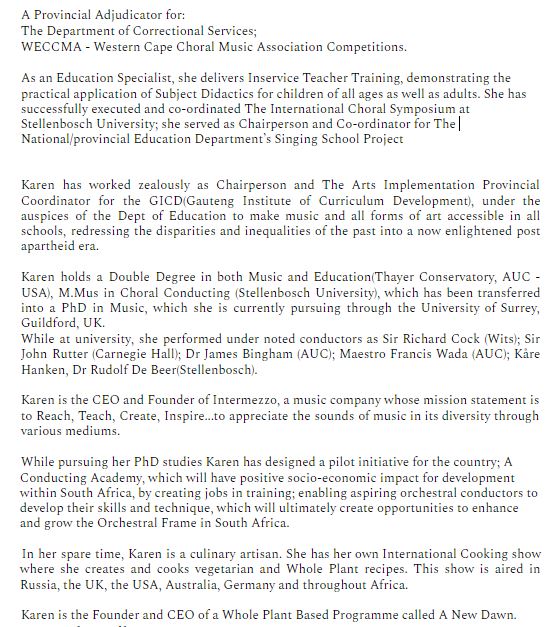 A Provincial Adjudicator for:
The Department of Correctional Services;
WECCMA - Western Cape Choral Music Association Competitions.
As an Education Specialist, she delivers Inservice Teacher Training, demonstrating the
practical application of Subject Didactics for children of all ages as well as adults. She has
successfully executed and co-ordinated The International Choral Symposium at
Stellenbosch University; she served as Chairperson and Co-ordinator for The
National/provincial Education Department's Singing School Project
Karen has worked zealously as Chairperson and The Arts Implementation Provincial
Coordinator for the GICD(Gauteng Institute of Curriculum Development), under the
auspices of the Dept of Education to make music and all forms of art accessible in all
schools, redressing the disparities and inequalities of the past into a now enlightened post
apartheid era.
Karen holds a Double Degree in both Music and Education(Thayer Conservatory, AUC -
USA), M.Mus in Choral Conducting (Stellenbosch University), which has been transferred
into a PhD in Music, which she is currently pursuing through the University of Surrey,
Guildford, UK.
While at university, she performed under noted conductors as Sir Richard Cock (Wits); Sir
John Rutter (Carnegie Hall); Dr James Bingham (AUC); Maestro Francis Wada (AUC); Kåre
Hanken, Dr Rudolf De Beer(Stellenbosch).
Karen is the CEO and Founder of Intermezzo, a music company whose mission statement is
to Reach, Teach, Create, Inspire...to appreciate the sounds of music in its diversity through
various mediums.
While pursuing her PhD studies Karen has designed a pilot initiative for the country; A
Conducting Academy, which will have positive socio-economic impact for development
within South Africa, by creating jobs in training; enabling aspiring orchestral conductors to
develop their skills and technique, which will ultimately create opportunities to enhance
and grow the Orchestral Frame in South Africa.
In her spare time, Karen is a culinary artisan. She has her own International Cooking show
where she creates and cooks vegetarian and Whole Plant recipes. This show is aired in
Russia, the UK, the USA, Australia, Germany and throughout Africa.
Karen is the Founder and CEO of a Whole Plant Based Programme called A New Dawn.